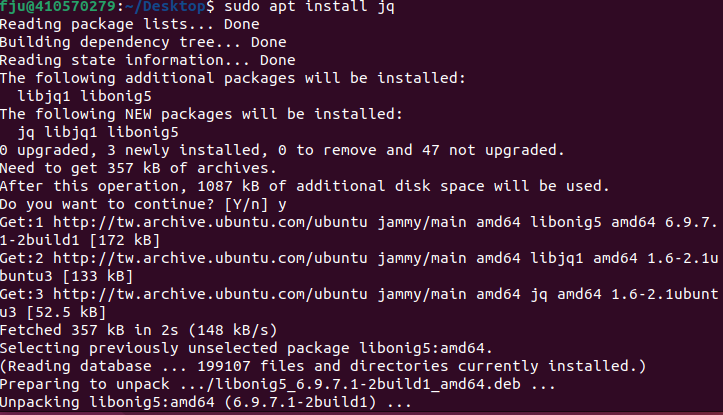 fju@410570279:~/Desktop$ sudo apt install jq
Reading package lists... Done
Building dependency tree... Done
Reading state information... Done
The following additional packages will be installed:
  libjq1 libonig5
The following NEW packages will be installed:
  jq libjq1 libonig5
0 upgraded, 3 newly installed, 0 to remove and 47 not upgraded.
Need to get 357 kB of archives.
After this operation, 1087 kB of additional disk space will be used.
Do you want to continue? [Y/n] y
Get:1 http://tw.archive.ubuntu.com/ubuntu jammy/main amd64 libonig5 amd64 6.9.7.
1-2build1 [172 kB]
Get:2 http://tw.archive.ubuntu.com/ubuntu jammy/main amd64 libjq1 amd64 1.6-2.1u
buntu3 [133 kB]
Get:3 http://tw.archive.ubuntu.com/ubuntu jammy/main amd64 jq amd64 1.6-2.1ubunt
u3 [52.5 kB]
Fetched 357 kB in 2s (148 kB/s)
Selecting previously unselected package libonig5:amd64.
(Reading database ... 199107 files and directories currently installed.)
Preparing to unpack .../libonig5_6.9.7.1-2build1_amd64.deb ...
Unpacking libonig5:amd64 (6.9.7.1-2build1) ...